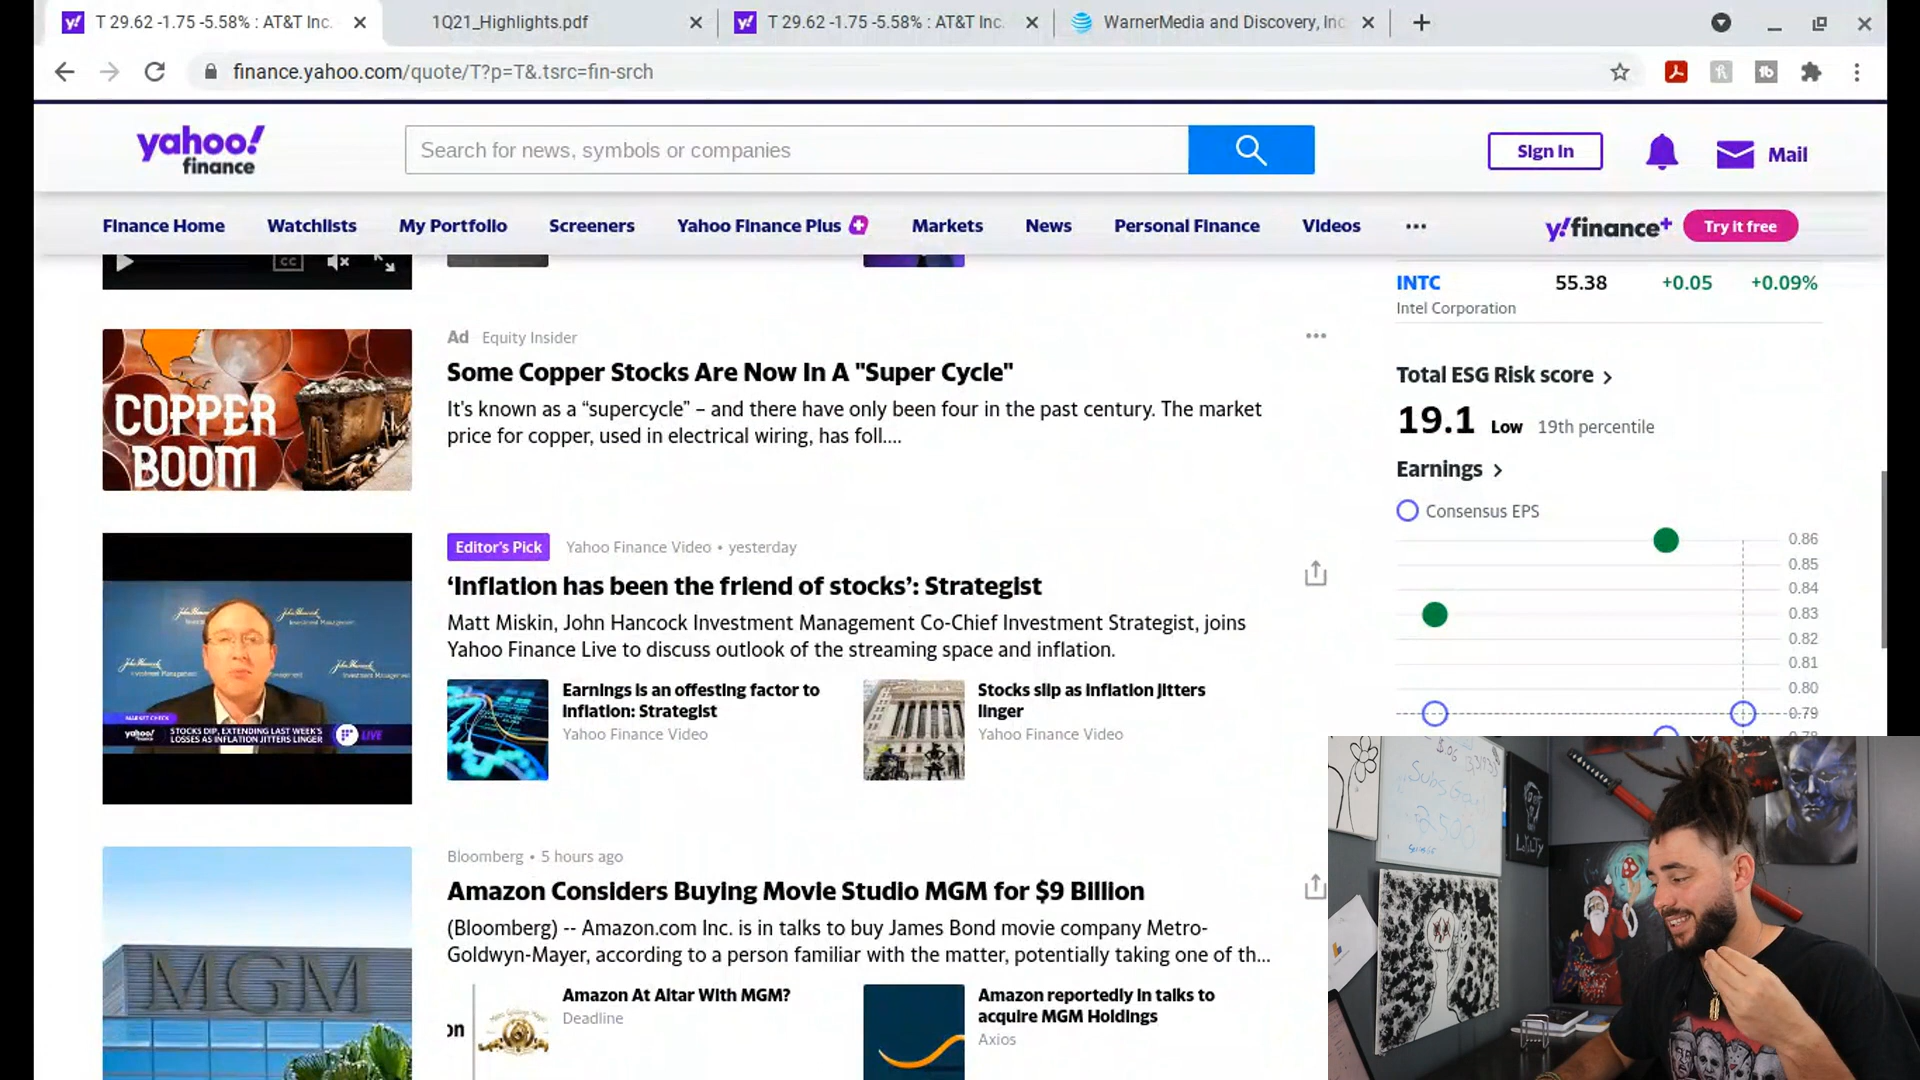 T 29.62 -1.75 -5.58% : AT&T Inc.
1Q21_Highlights.pdf
T 29.62 -1.75 -5.58% : AT&T Inc.
WarnerMedia and Discovery, Inc
finance.yahoo.com/quote/T?p=T&.tsrc=fin-srch
yahoo!
finance
Search for news, symbols or companies
Sign in
Mail
Finance Home
Watchlists
My Portfolio
Screeners
Yahoo Finance Plus
Markets
News
Personal Finance
Videos
y!finance+
Try it free
CC
INTC 55.38 +0.05 +0.09%
Intel Corporation
COPPER
BOOM
Ad Equity Insider
Some Copper Stocks Are Now In A "Super Cycle"
It's known as a “supercycle” – and there have only been four in the past century. The market
price for copper, used in electrical wiring, has foll....
Total ESG Risk score
19.1 Low 19th percentile
Earnings
Consensus EPS
0.86
0.85
0.84
0.83
0.82
0.81
0.80
0.79
Editor's Pick Yahoo Finance Video • yesterday
‘Inflation has been the friend of stocks’: Strategist
Matt Miskin, John Hancock Investment Management Co-Chief Investment Strategist, joins
Yahoo Finance Live to discuss outlook of the streaming space and inflation.
MARKET CHECK
yahoo!
STOCKS DIP, EXTENDING LAST WEEK'S
LOSSES AS INFLATION JITTERS LINGER
LIVE
Earnings is an offesting factor to
inflation: Strategist
Yahoo Finance Video
Stocks slip as inflation jitters
linger
Yahoo Finance Video
MGM
Bloomberg • 5 hours ago
Amazon Considers Buying Movie Studio MGM for $9 Billion
(Bloomberg) -- Amazon.com Inc. is in talks to buy James Bond movie company Metro-
Goldwyn-Mayer, according to a person familiar with the matter, potentially taking one of th...
on
Amazon At Altar With MGM?
Deadline
Amazon reportedly in talks to
acquire MGM Holdings
Axios
Subs Goal
2500
LOYALTY